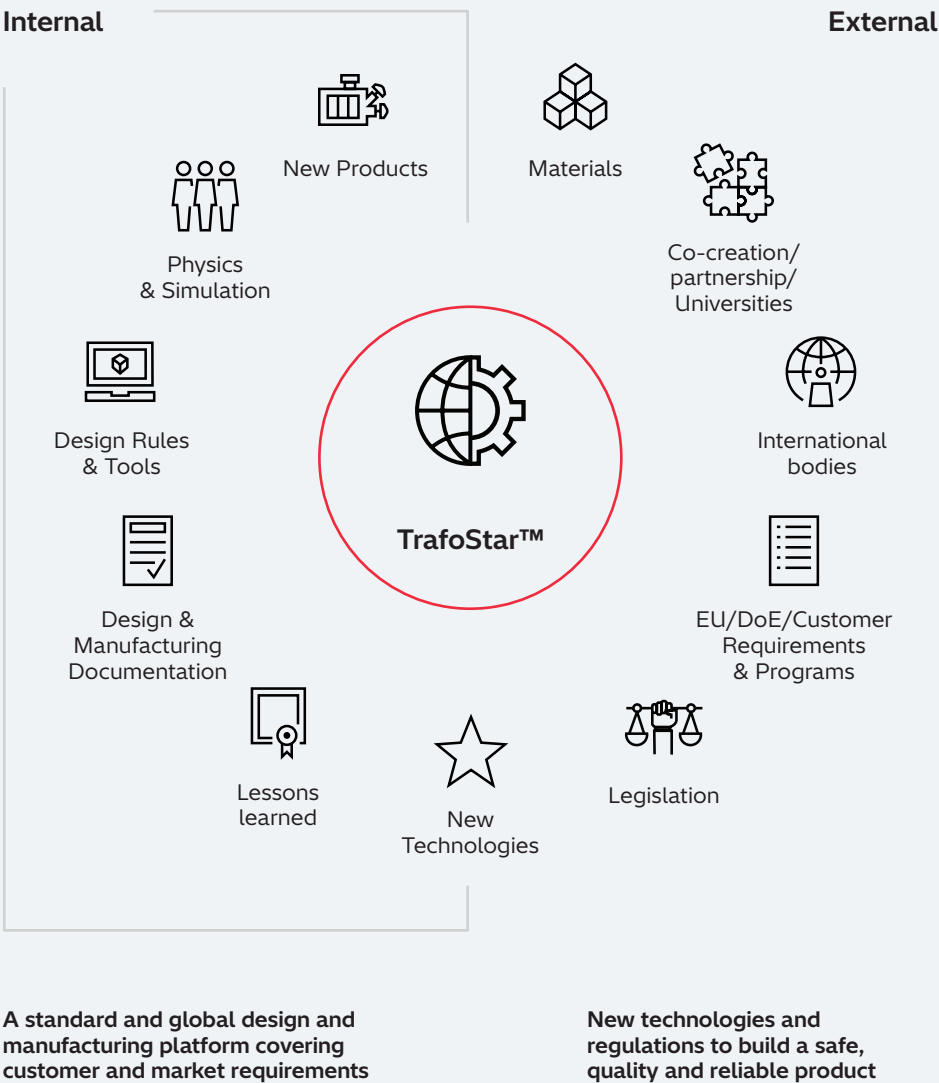 Internal
External
New Products
Materials
Physics
& Simulation
Co-creation/
partnership/
Universities
Design Rules
& Tools
International
bodies
TrafoStar™
Design &
Manufacturing
Documentation
EU/DoE/Customer
Requirements
& Programs
Lessons
learned
New
Technologies
Legislation
A standard and global design and
manufacturing platform covering
customer and market requirements
New technologies and
regulations to build a safe,
quality and reliable product